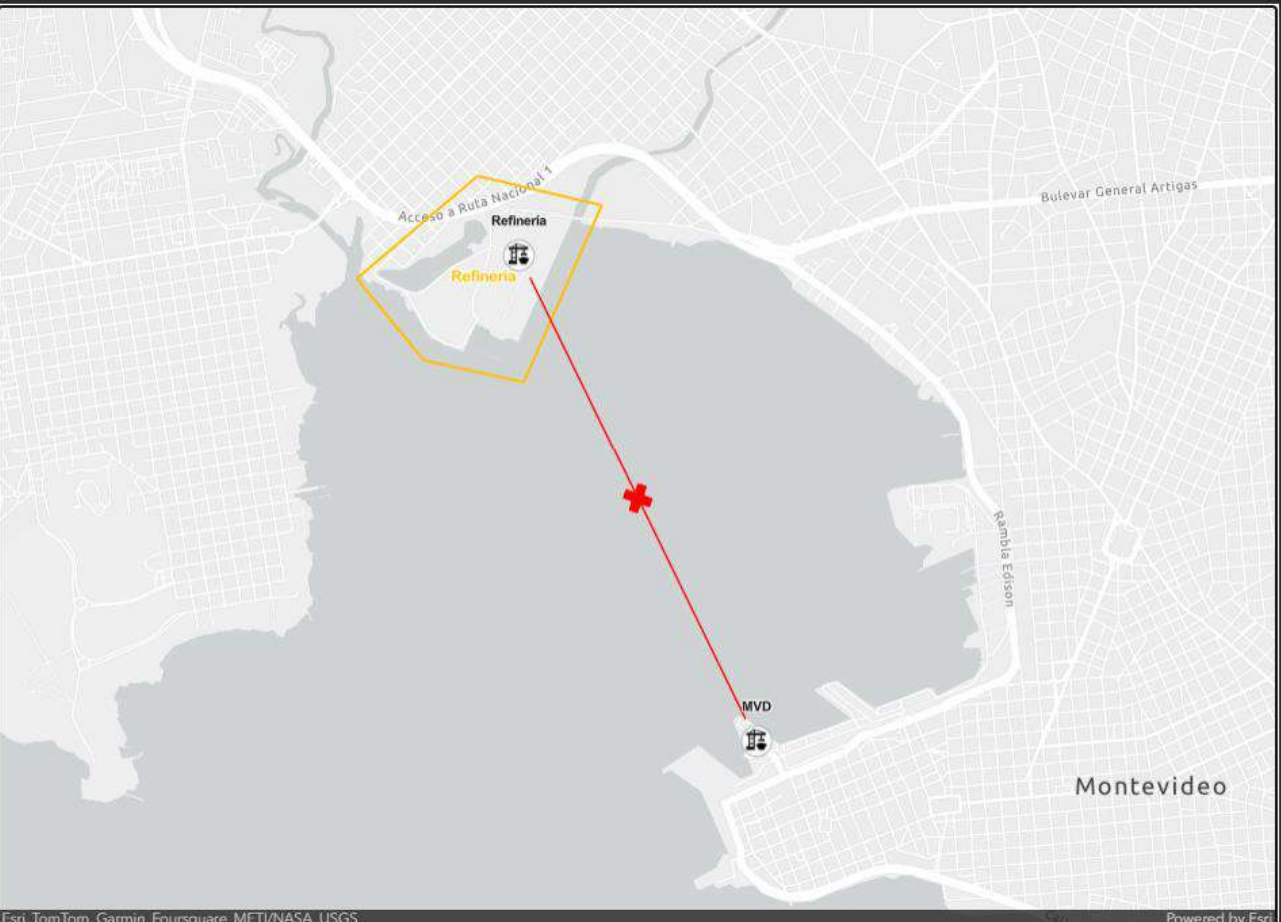 Acceso a Ruta Nacional 1
Bulevar General Artigas
Refinería
Refinería
Rambla Edison
MVD
Montevideo
Esri, TomTom, Garmin, Foursquare, METI/NASA, USGS
Powered by Esri